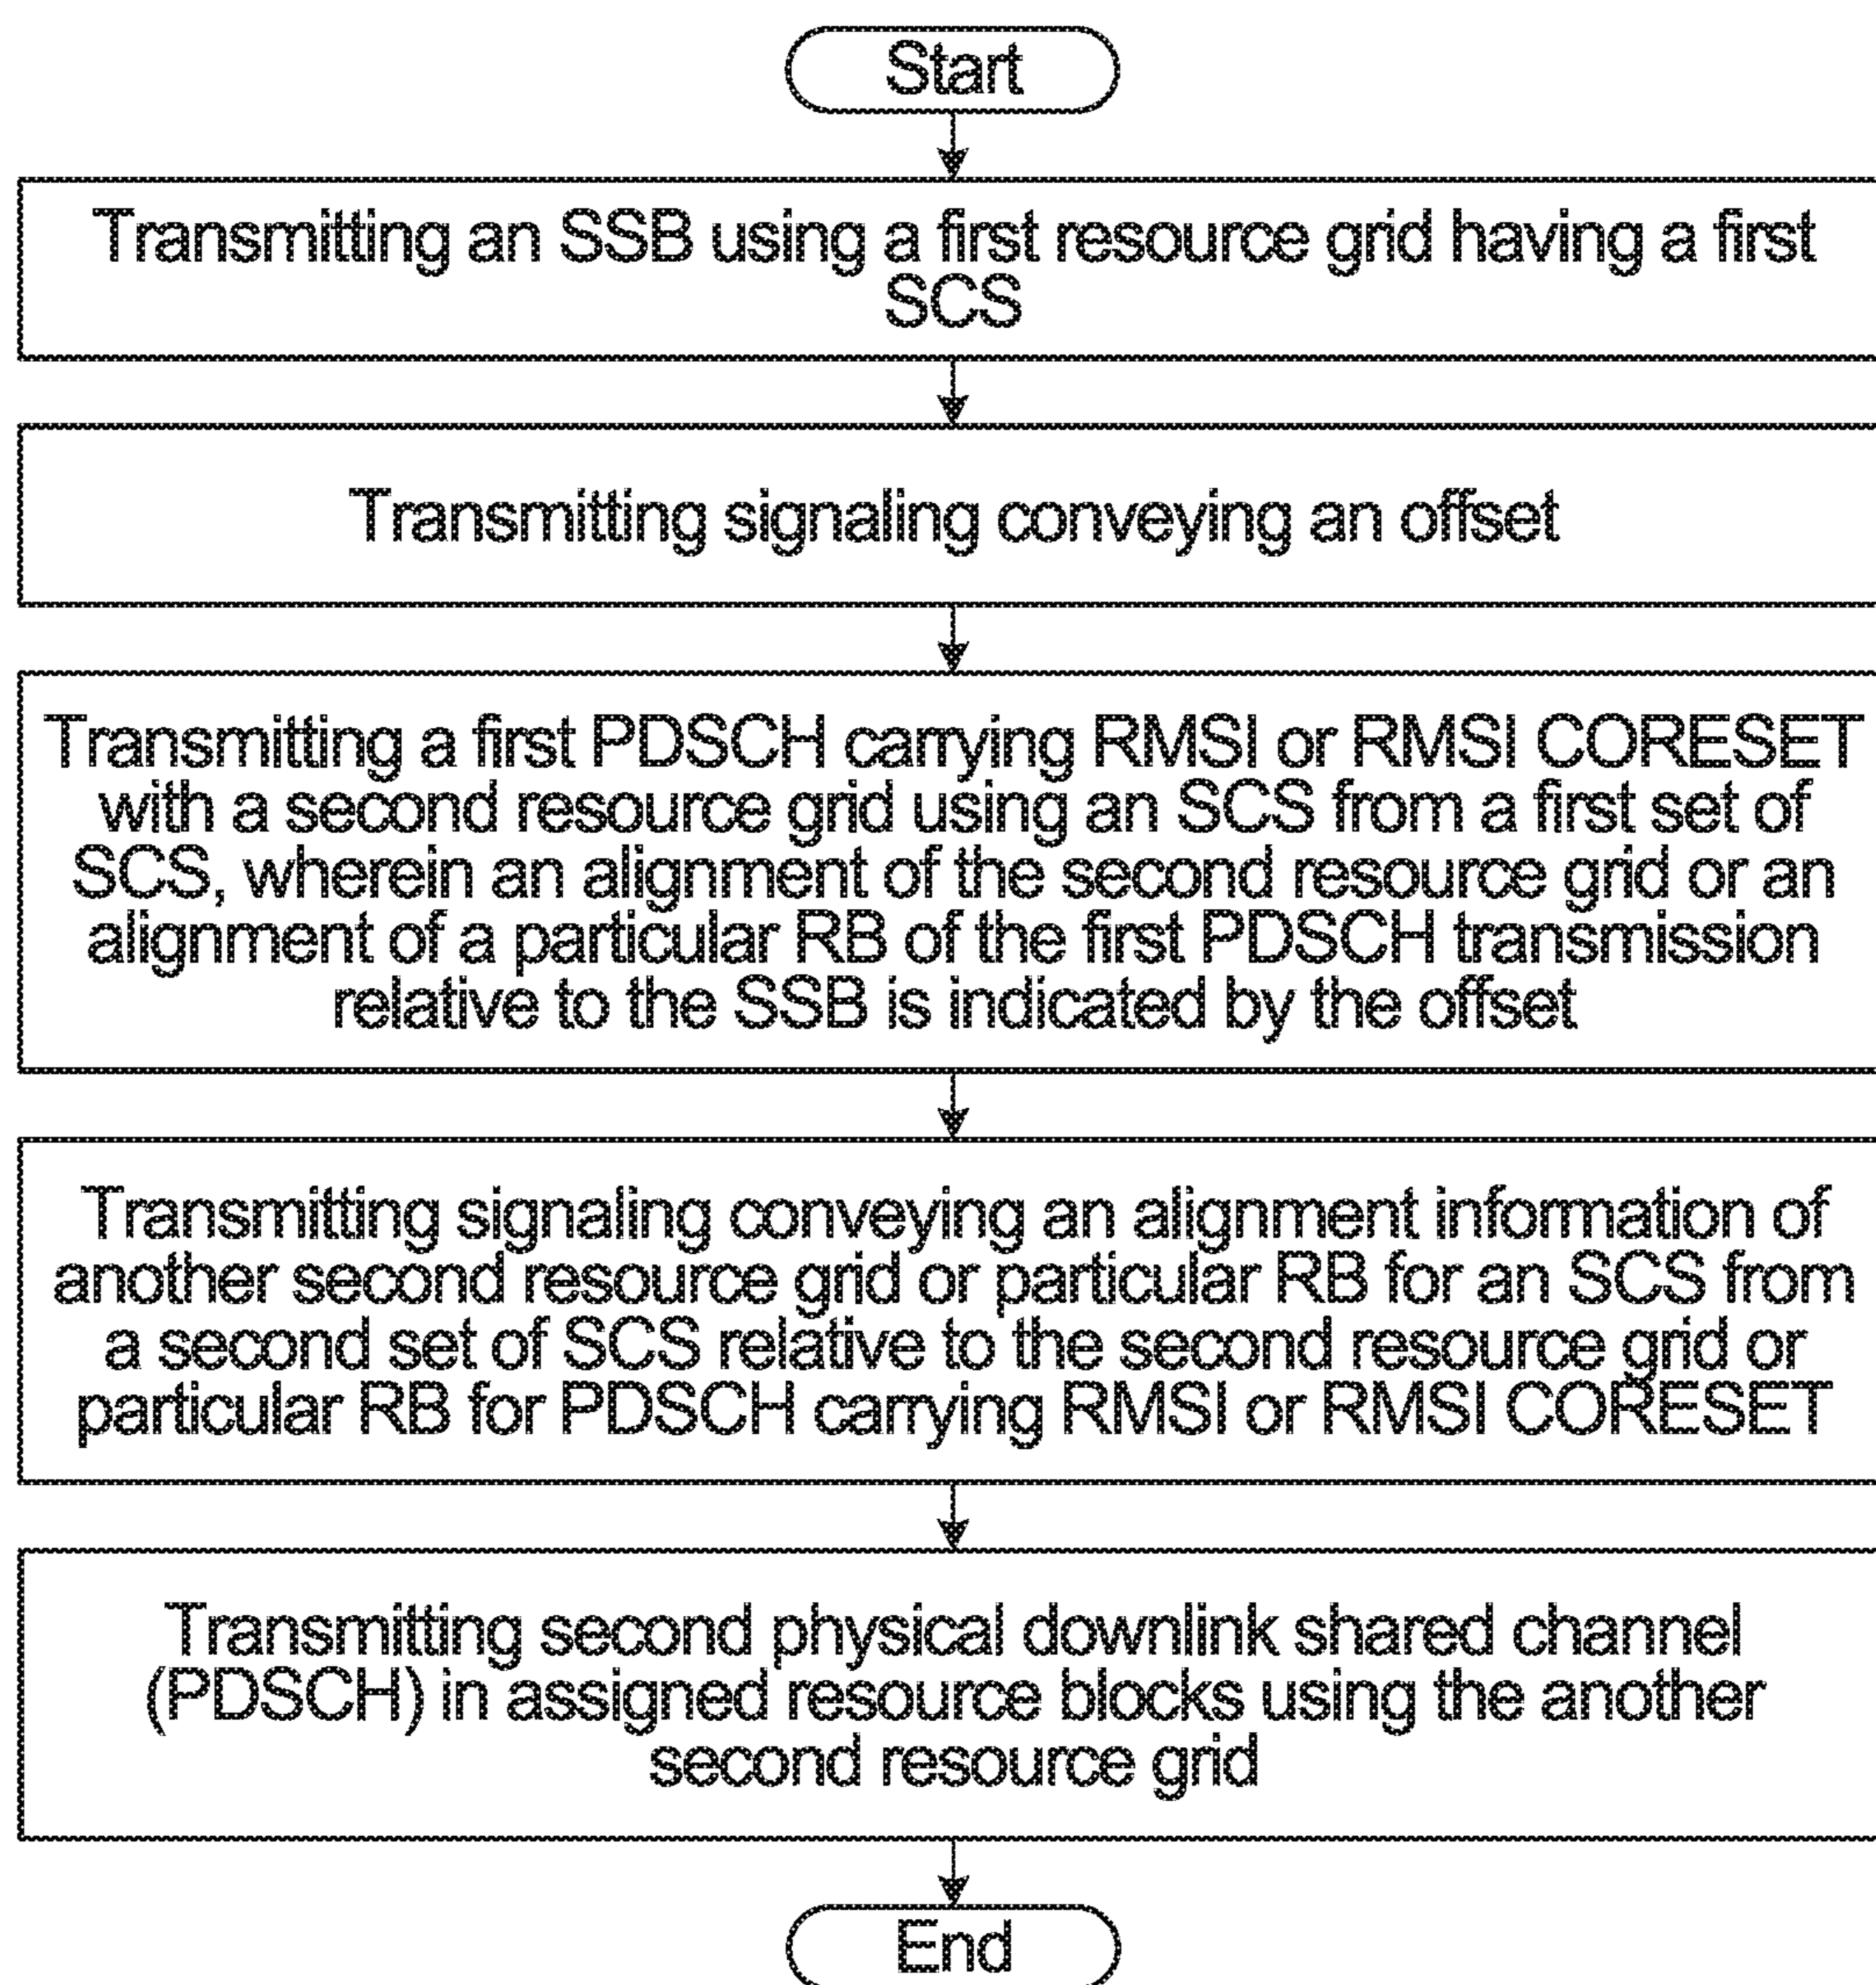 Start
Transmitting an SSB using a first resource grid having a first
SCS
Transmitting signaling conveying an offset
Transmitting a first PDSCH carrying RMSI or RMSI CORESET
with a second resource grid using an SCS from a first set of
SCS, wherein an alignment of the second resource grid or an
alignment of a particular RB of the first PDSCH transmission
relative to the SSB is indicated by the offset
Transmitting signaling conveying an alignment information of
another second resource grid or particular RB for an SCS from
a second set of SCS relative to the second resource grid or
particular RB for PDSCH carrying RMSI or RMSI CORESET
Transmitting second physical downlink shared channel
(PDSCH) in assigned resource blocks using the another
second resource grid
End